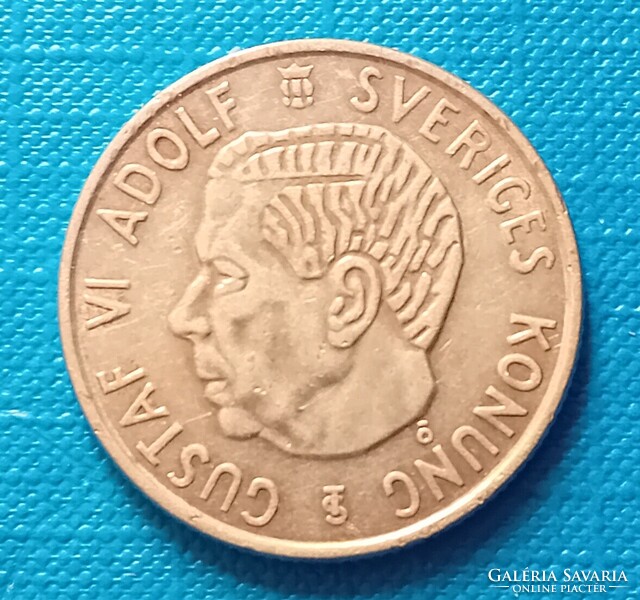 GUSTAF VI ADOLF SVERIGES KONUNG
ö
GALÉRIA SAVARIA
ONLINE PIACTÉR